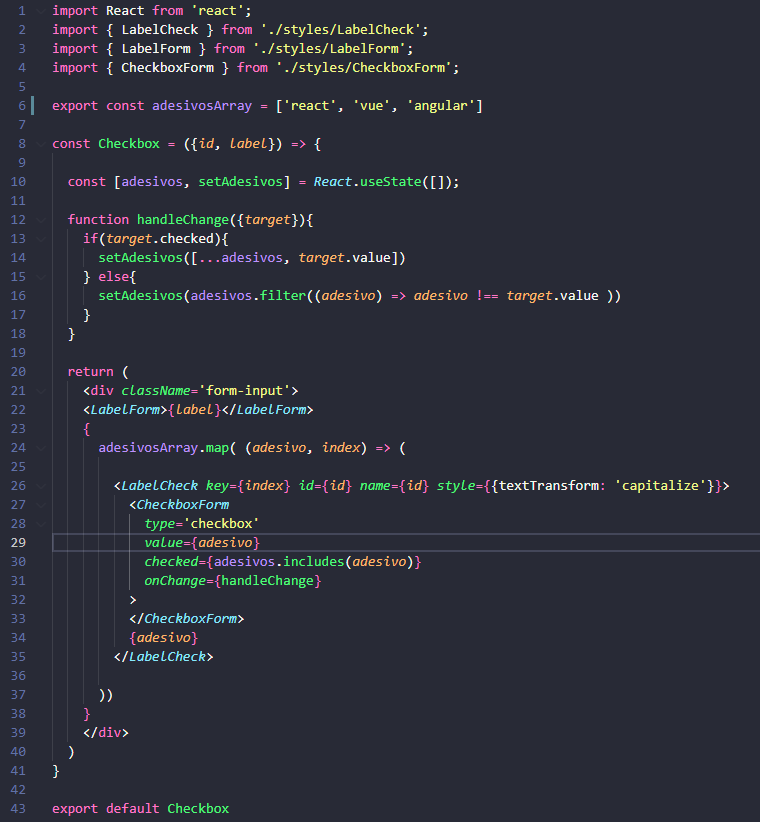 1 import React from 'react';
2 import { LabelCheck } from './styles/LabelCheck';
3 import { LabelForm } from './styles/LabelForm';
4 import { CheckboxForm } from './styles/CheckboxForm';
5
6 export const adesivosArray = ['react', 'vue', 'angular']
7
8 const Checkbox = ({id, label}) => {
9
10   const [adesivos, setAdesivos] = React.useState([]);
11
12   function handleChange({target}){
13     if(target.checked){
14       setAdesivos([...adesivos, target.value])
15     } else{
16       setAdesivos(adesivos.filter((adesivo) => adesivo !== target.value ))
17     }
18   }
19
20   return (
21     <div className='form-input'>
22     <LabelForm>{label}</LabelForm>
23     {
24       adesivosArray.map( (adesivo, index) => (
25
26         <LabelCheck key={index} id={id} name={id} style={{textTransform: 'capitalize'}}>
27           <CheckboxForm
28             type='checkbox'
29             value={adesivo}
30             checked={adesivos.includes(adesivo)}
31             onChange={handleChange}
32           >
33           </CheckboxForm>
34           {adesivo}
35         </LabelCheck>
36
37       ))
38     }
39     </div>
40   )
41 }
42
43 export default Checkbox